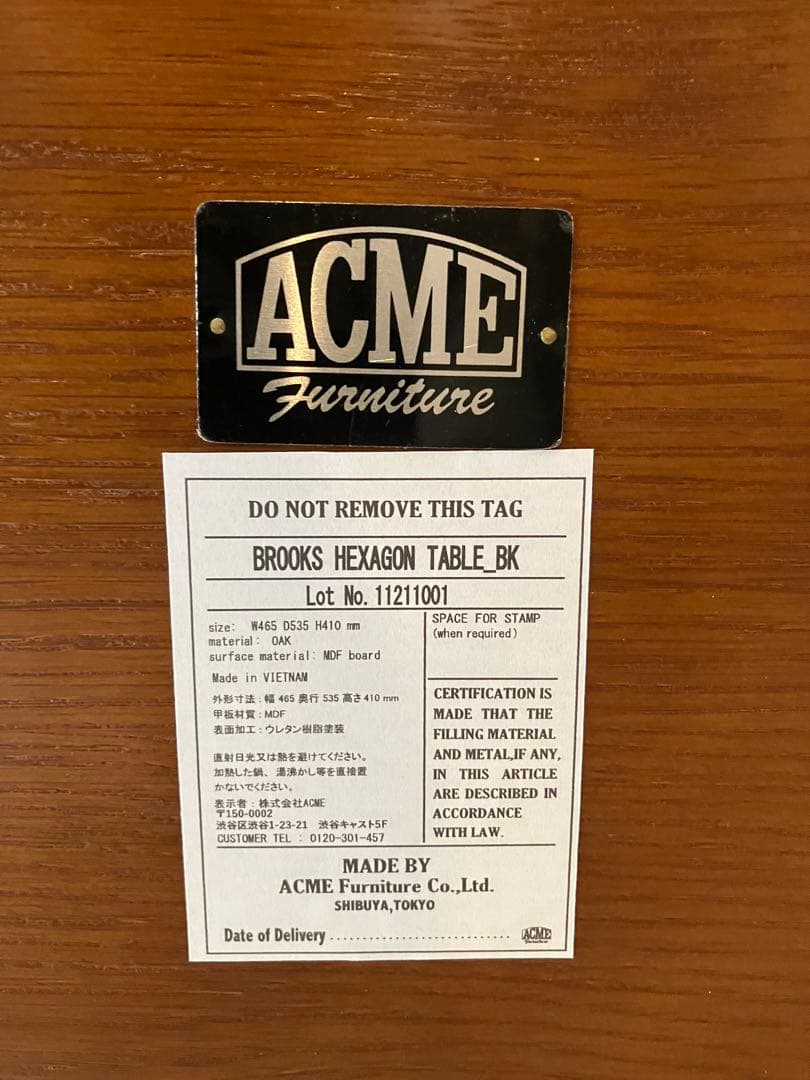 ACME
Furniture
DO NOT REMOVE THIS TAG
BROOKS HEXAGON TABLE_BK
Lot No. 11211001
size: W465 D535 H410 mm
material: OAK
surface material: MDF board
Made in VIETNAM
外形寸法:幅 465 奥行 535 高さ 410 mm
甲板材質:MDF
表面加工:ウレタン樹脂塗装
直射日光又は熱を避けてください。
加熱した鍋、湯沸かし等を直接置
かないでください。
表示者:株式会社ACME
〒150-0002
渋谷区渋谷1-23-21 渋谷キャスト5F
CUSTOMER TEL : 0120-301-457
SPACE FOR STAMP
(when required)
CERTIFICATION IS
MADE THAT THE
FILLING MATERIAL
AND METAL,IF ANY,
IN THIS ARTICLE
ARE DESCRIBED IN
ACCORDANCE
WITH LAW.
MADE BY
ACME Furniture Co.,Ltd.
SHIBUYA,TOKYO
Date of Delivery ..............................
ACME
Furniture